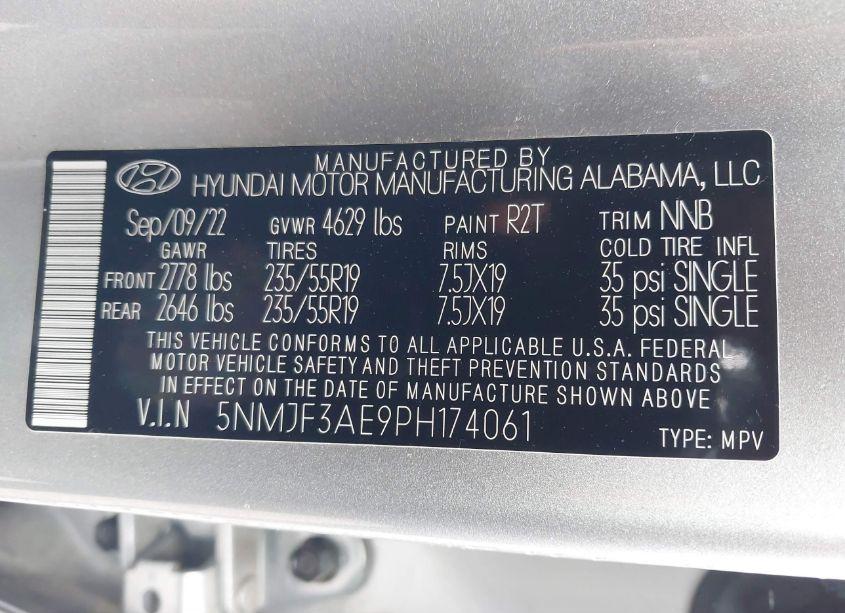 MANUFACTURED BY
HYUNDAI MOTOR MANUFACTURING ALABAMA, LLC
Sep/09/22 GVWR 4629 lbs PAINT R2T TRIM NNB
GAWR TIRES RIMS COLD TIRE INFL
FRONT 2778 lbs 235/55R19 7.5JX19 35 psi SINGLE
REAR 2646 lbs 235/55R19 7.5JX19 35 psi SINGLE
THIS VEHICLE CONFORMS TO ALL APPLICABLE U.S.A. FEDERAL
MOTOR VEHICLE SAFETY AND THEFT PREVENTION STANDARDS
IN EFFECT ON THE DATE OF MANUFACTURE SHOWN ABOVE
V.I.N 5NMJF3AE9PH174061
TYPE: MPV